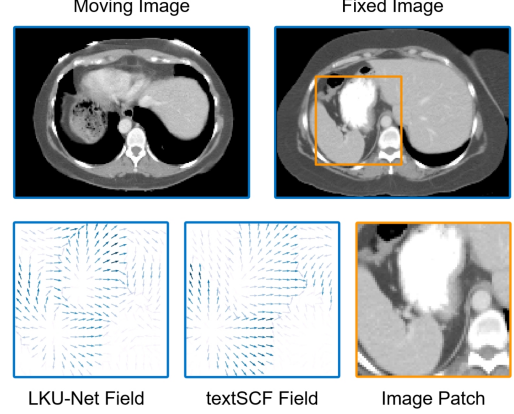 Moving Image
Fixed Image
LKU-Net Field
textSCF Field
Image Patch